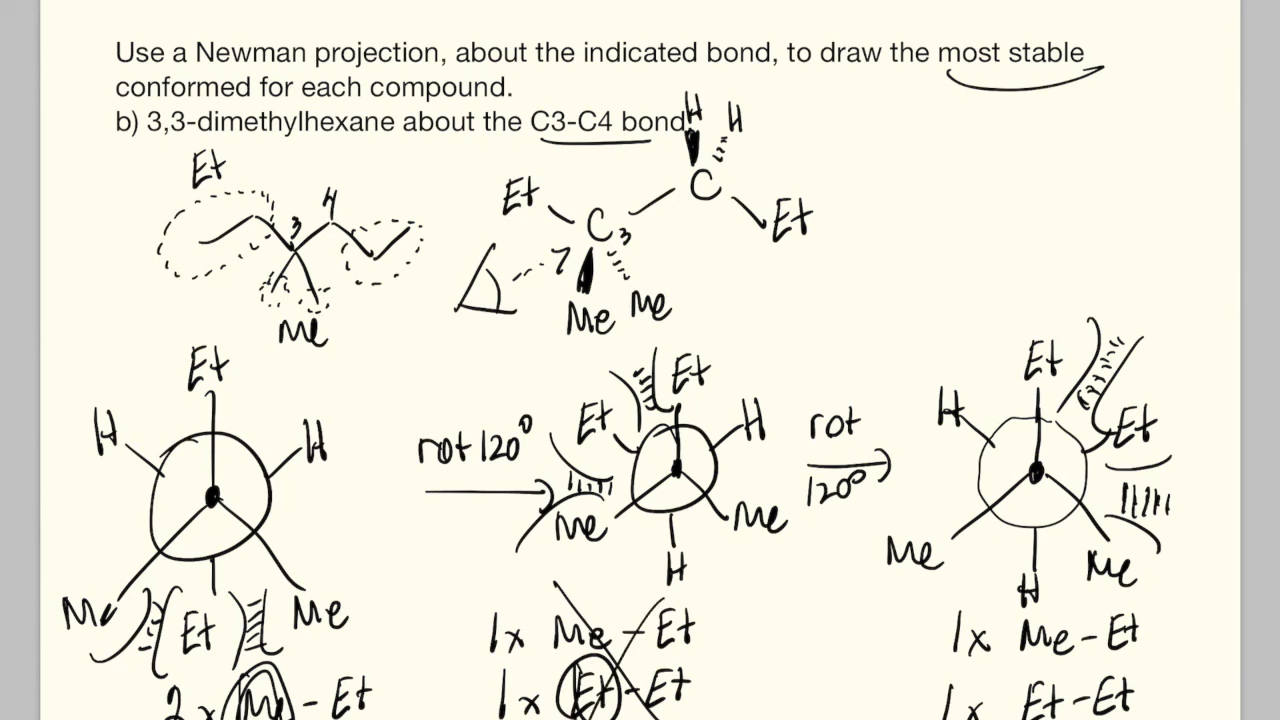 Use a Newman projection, about the indicated bond, to draw the most stable
conformed for each compound.
b) 3,3-dimethylhexane about the C3-C4 bond
H H
Et
4
3
Et
C
C3
Et
Me
Me Me
Et
H
H
Me
Et
Me
2 x Me - Et
rot 120°
Et
Et
H
Me
Me
H
1x Me - Et
1x Et - Et
rot
120°
Et
H
Et
Me
Me
H
1x Me - Et
1x Et - Et